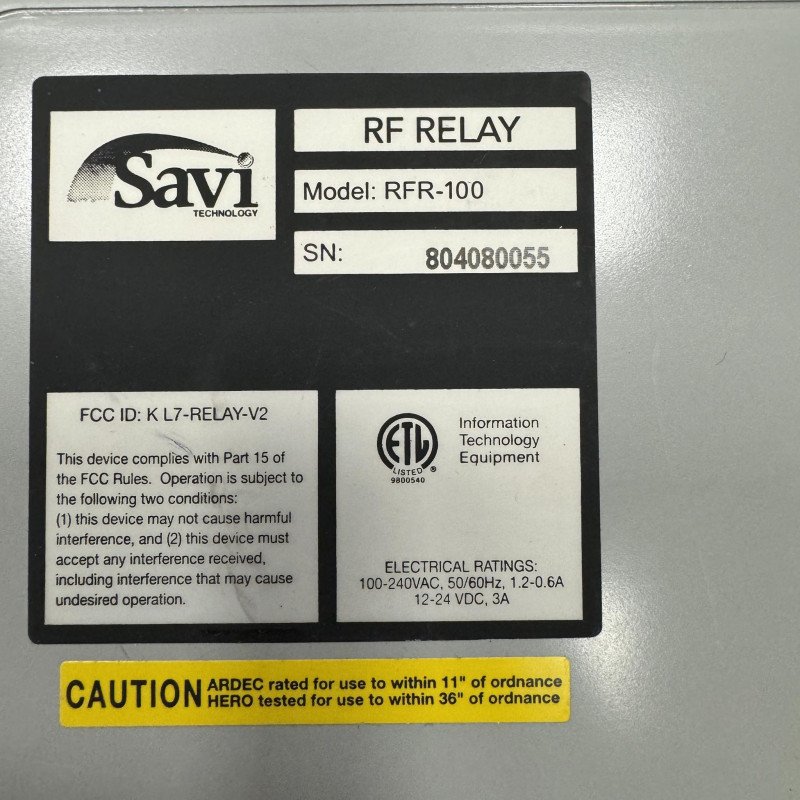 Savi
TECHNOLOGY
RF RELAY
Model: RFR-100
SN: 804080055
FCC ID: K L7-RELAY-V2
This device complies with Part 15 of
the FCC Rules. Operation is subject to
the following two conditions:
(1) this device may not cause harmful
interference, and (2) this device must
accept any interference received,
including interference that may cause
undesired operation.
ETL
LISTED
®
9800540
Information
Technology
Equipment
ELECTRICAL RATINGS:
100-240VAC, 50/60Hz, 1.2-0.6A
12-24 VDC, 3A
CAUTION
ARDEC rated for use to within 11" of ordnance
HERO tested for use to within 36" of ordnance